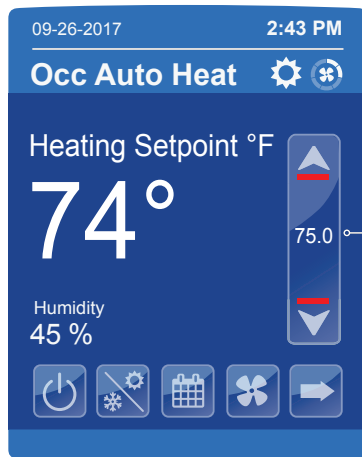 09-26-2017 2:43 PM
Occ Auto Heat
Heating Setpoint °F
74°
75.0
Humidity
45 %